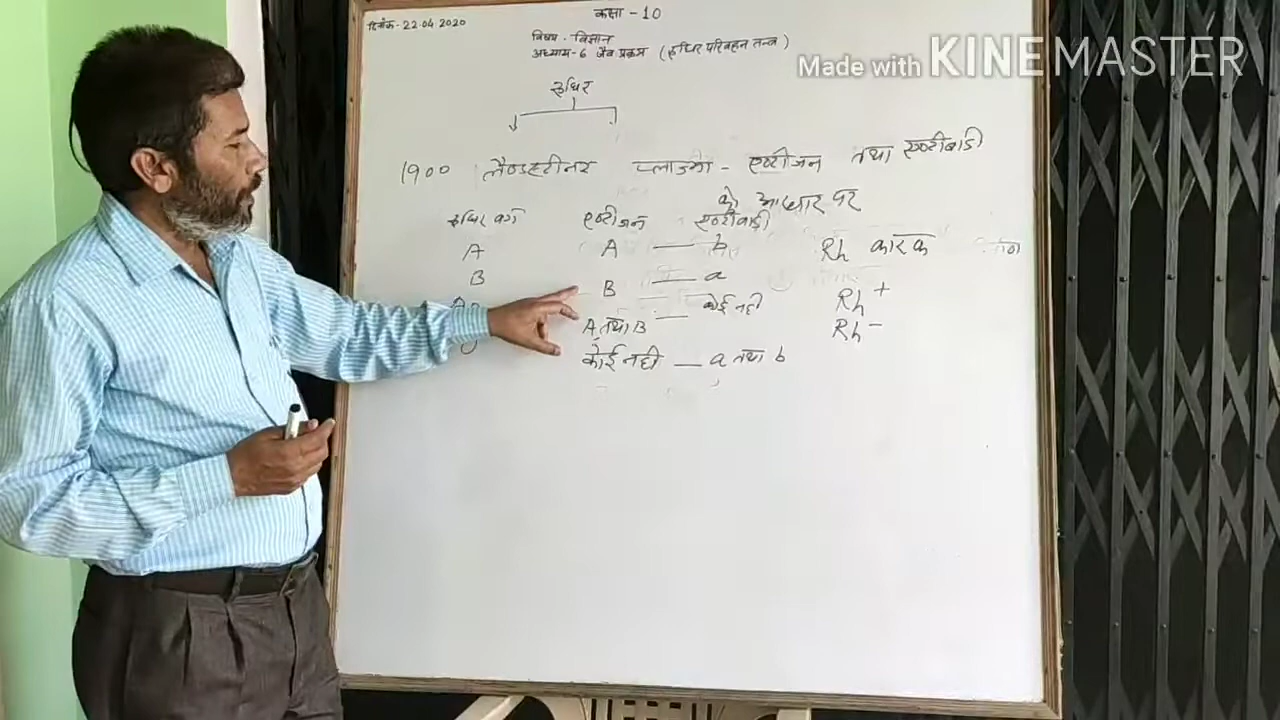 दिनांक-22.04.2020
कक्षा - 10
विषय - विज्ञान
अध्याय-6 जैव प्रक्रम (रूधिर परिवहन तन्त्र)
Made with KINEMASTER
रूधिर
1900 लैण्डस्टीनर प्लाज्मा - एण्टीजन तथा एण्टीबाडी
के आधार पर
रूधिर वर्ग एण्टीजन एण्टीबाडी
A A — b Rh कारक
B B — a
A तथा B — कोई नही Rh +
कोई नही — a तथा b Rh -